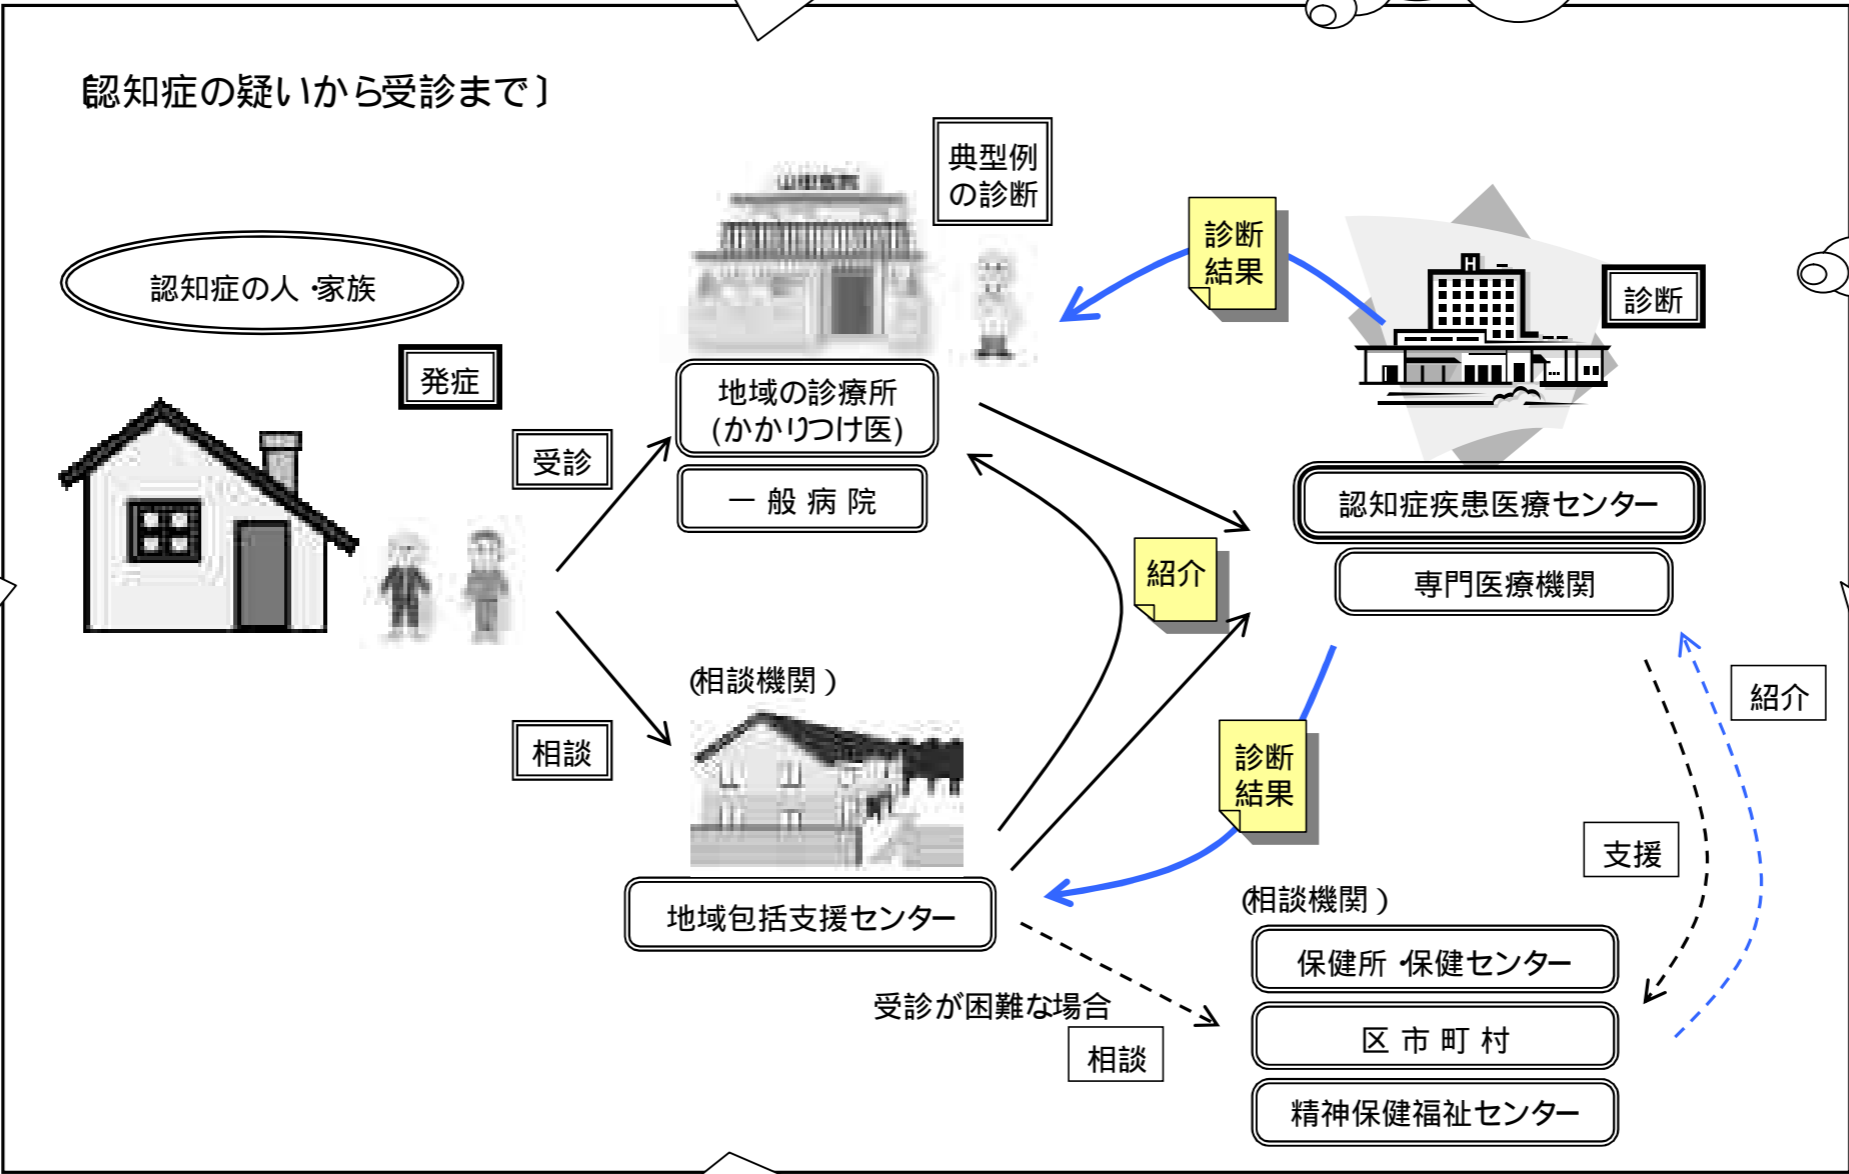 〔認知症の疑いから受診まで〕
典型例
の診断
診断
結果
認知症の人・家族
診断
発症
地域の診療所
(かかりつけ医)
受診
一 般 病 院
認知症疾患医療センター
紹介
専門医療機関
(相談機関)
紹介
相談
診断
結果
支援
地域包括支援センター
(相談機関)
保健所・保健センター
受診が困難な場合
区 市 町 村
相談
精神保健福祉センター
H